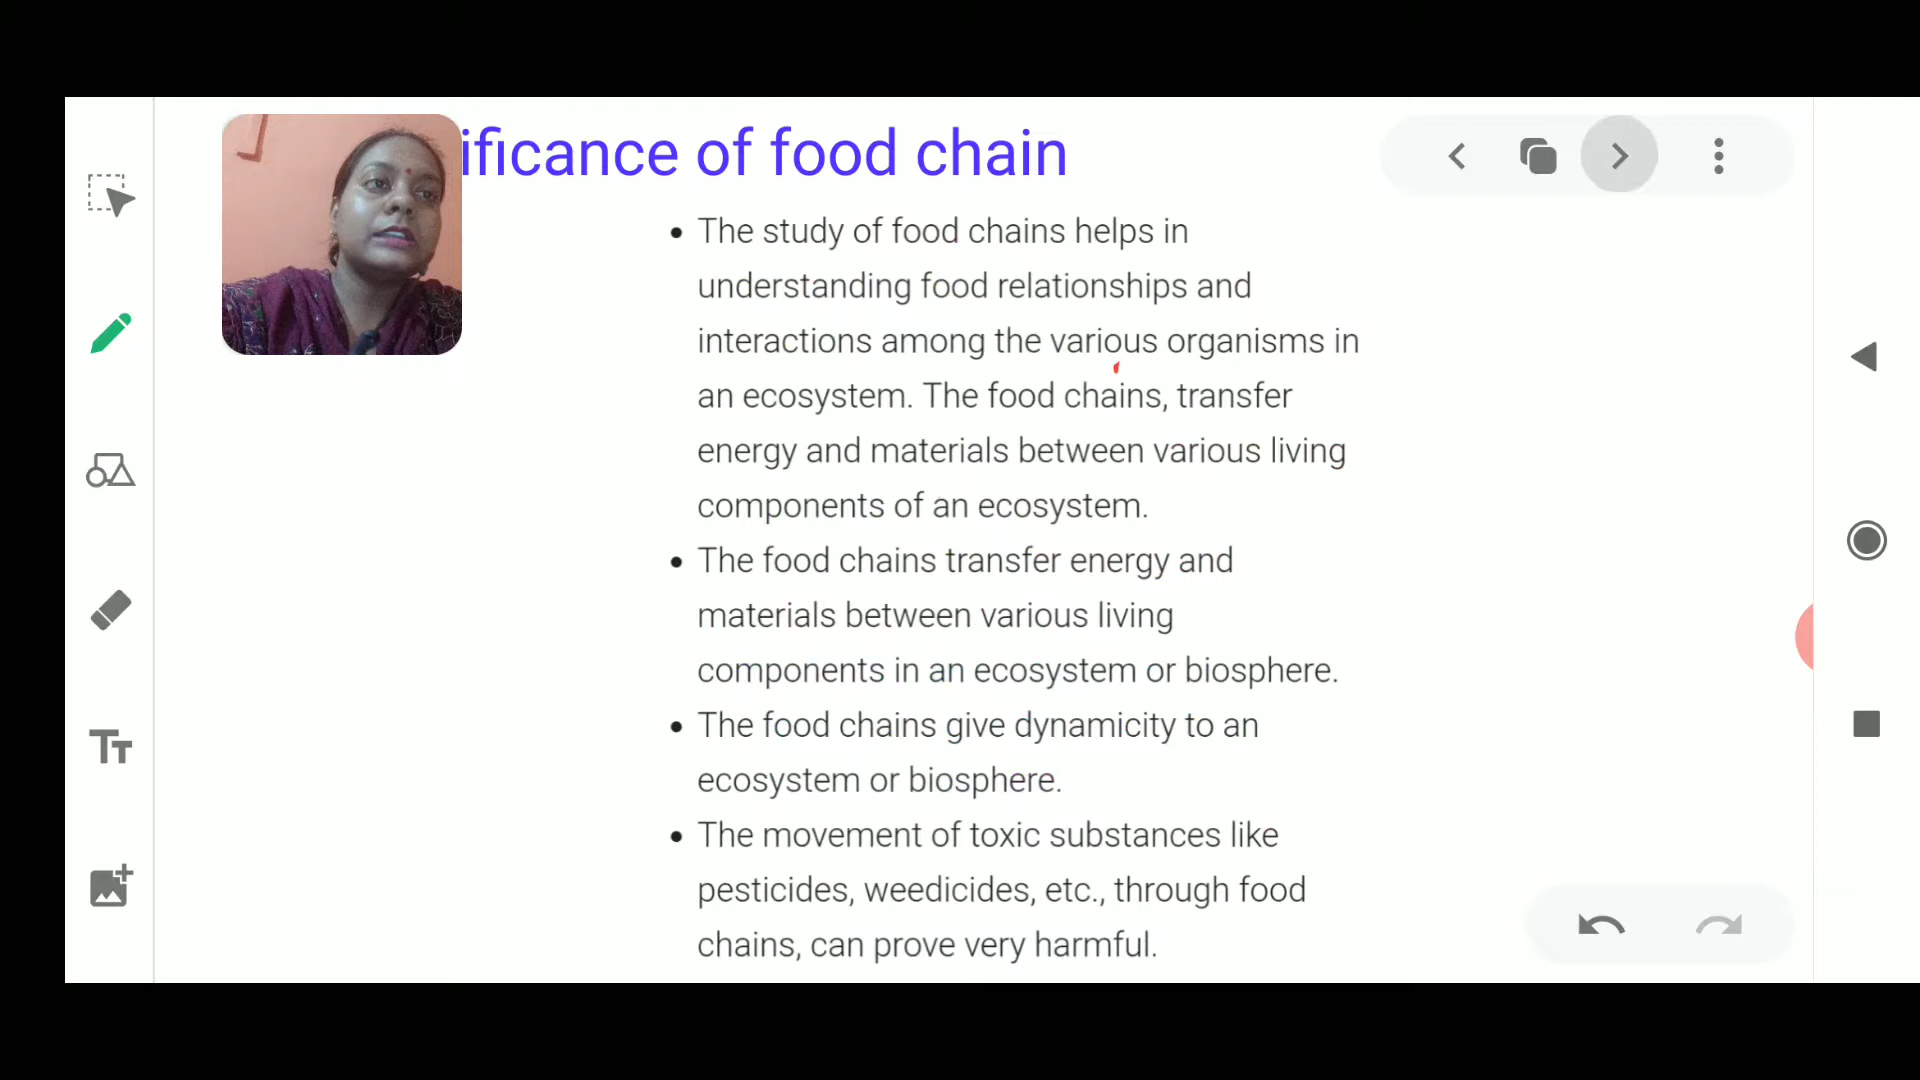 ificance of food chain
• The study of food chains helps in
understanding food relationships and
interactions among the various organisms in
an ecosystem. The food chains, transfer
energy and materials between various living
components of an ecosystem.
• The food chains transfer energy and
materials between various living
components in an ecosystem or biosphere.
• The food chains give dynamicity to an
ecosystem or biosphere.
• The movement of toxic substances like
pesticides, weedicides, etc., through food
chains, can prove very harmful.
TT